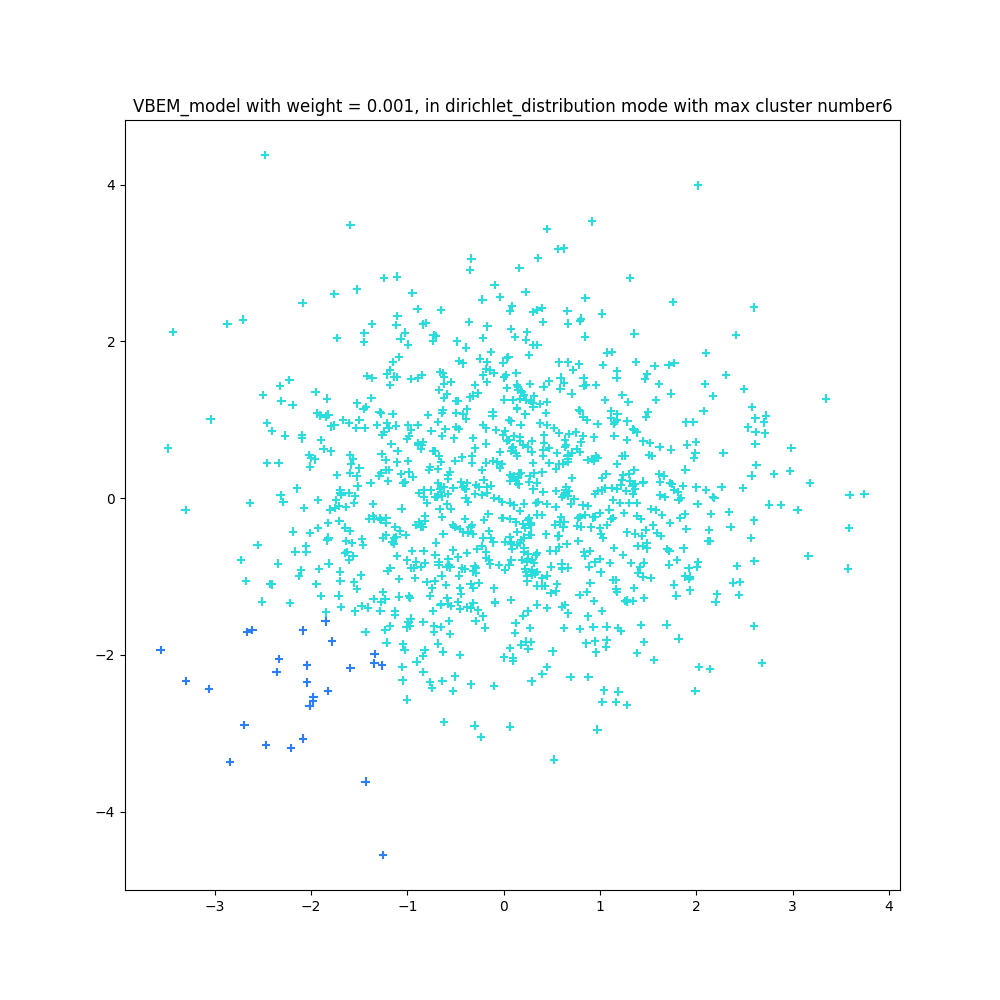 VBEM_model with weight = 0.001, in dirichlet_distribution mode with max cluster number6
4
2
0
−2
−4
−3 −2 −1 0 1 2 3 4